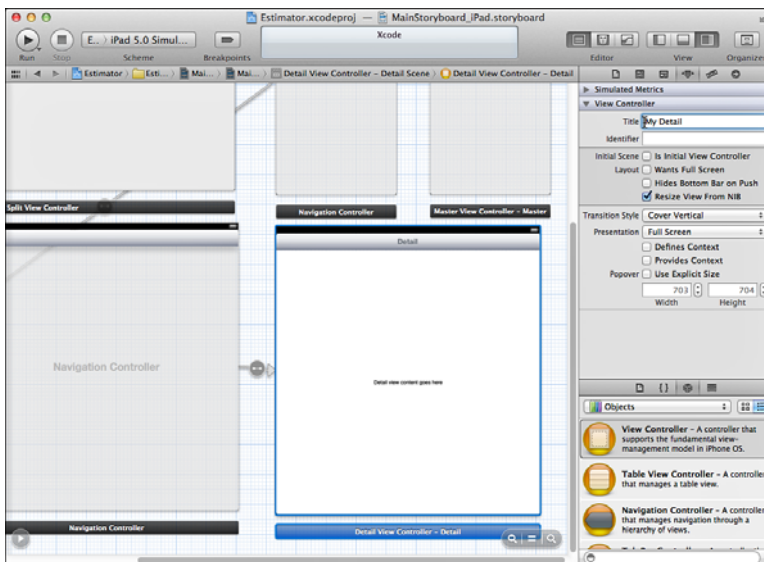 Estimator.xcodeproj — MainStoryboard_iPad.storyboard
E.. › iPad 5.0 Simul...
Xcode
Run Stop Scheme Breakpoints Editor View Organizer
Estimator › Esti... › Mai... › Mai... › Detail View Controller – Detail Scene › Detail View Controller – Detail
Simulated Metrics
View Controller
Title My Detail
Identifier
Initial Scene Is Initial View Controller
Layout Wants Full Screen
Hides Bottom Bar on Push
Resize View From NIB
Split View Controller
Navigation Controller
Master View Controller – Master
Transition Style Cover Vertical
Presentation Full Screen
Defines Context
Provides Context
Popover Use Explicit Size
703 704
Width Height
Detail
Navigation Controller
Detail view content goes here
Objects
View Controller – A controller that
supports the fundamental view-
management model in iPhone OS.
Table View Controller – A controller
that manages a table view.
Navigation Controller – A controller
that manages navigation through a
hierarchy of views.
Navigation Controller
Detail View Controller – Detail